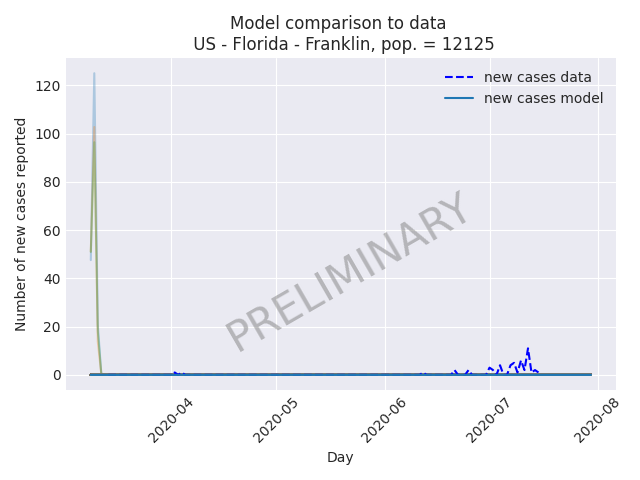 Model comparison to data
US - Florida - Franklin, pop. = 12125
new cases data
new cases model
120
100
80
60
40
20
0
Number of new cases reported
PRELIMINARY
2020-04
2020-05
2020-06
2020-07
2020-08
Day